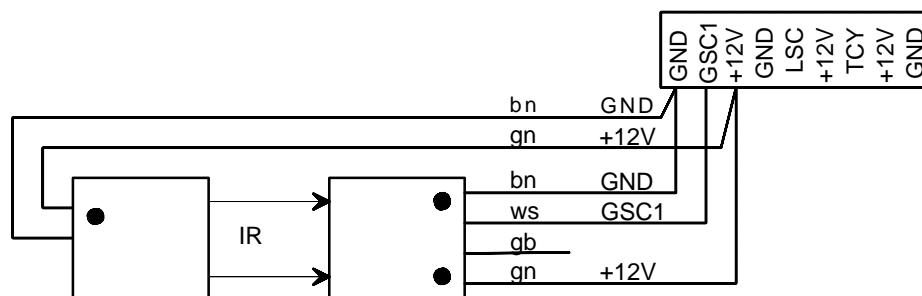 GND GSC1 +12V GND LSC +12V TCY +12V GND
bn GND
gn +12V
bn GND
ws GSC1
IR
gb
gn +12V